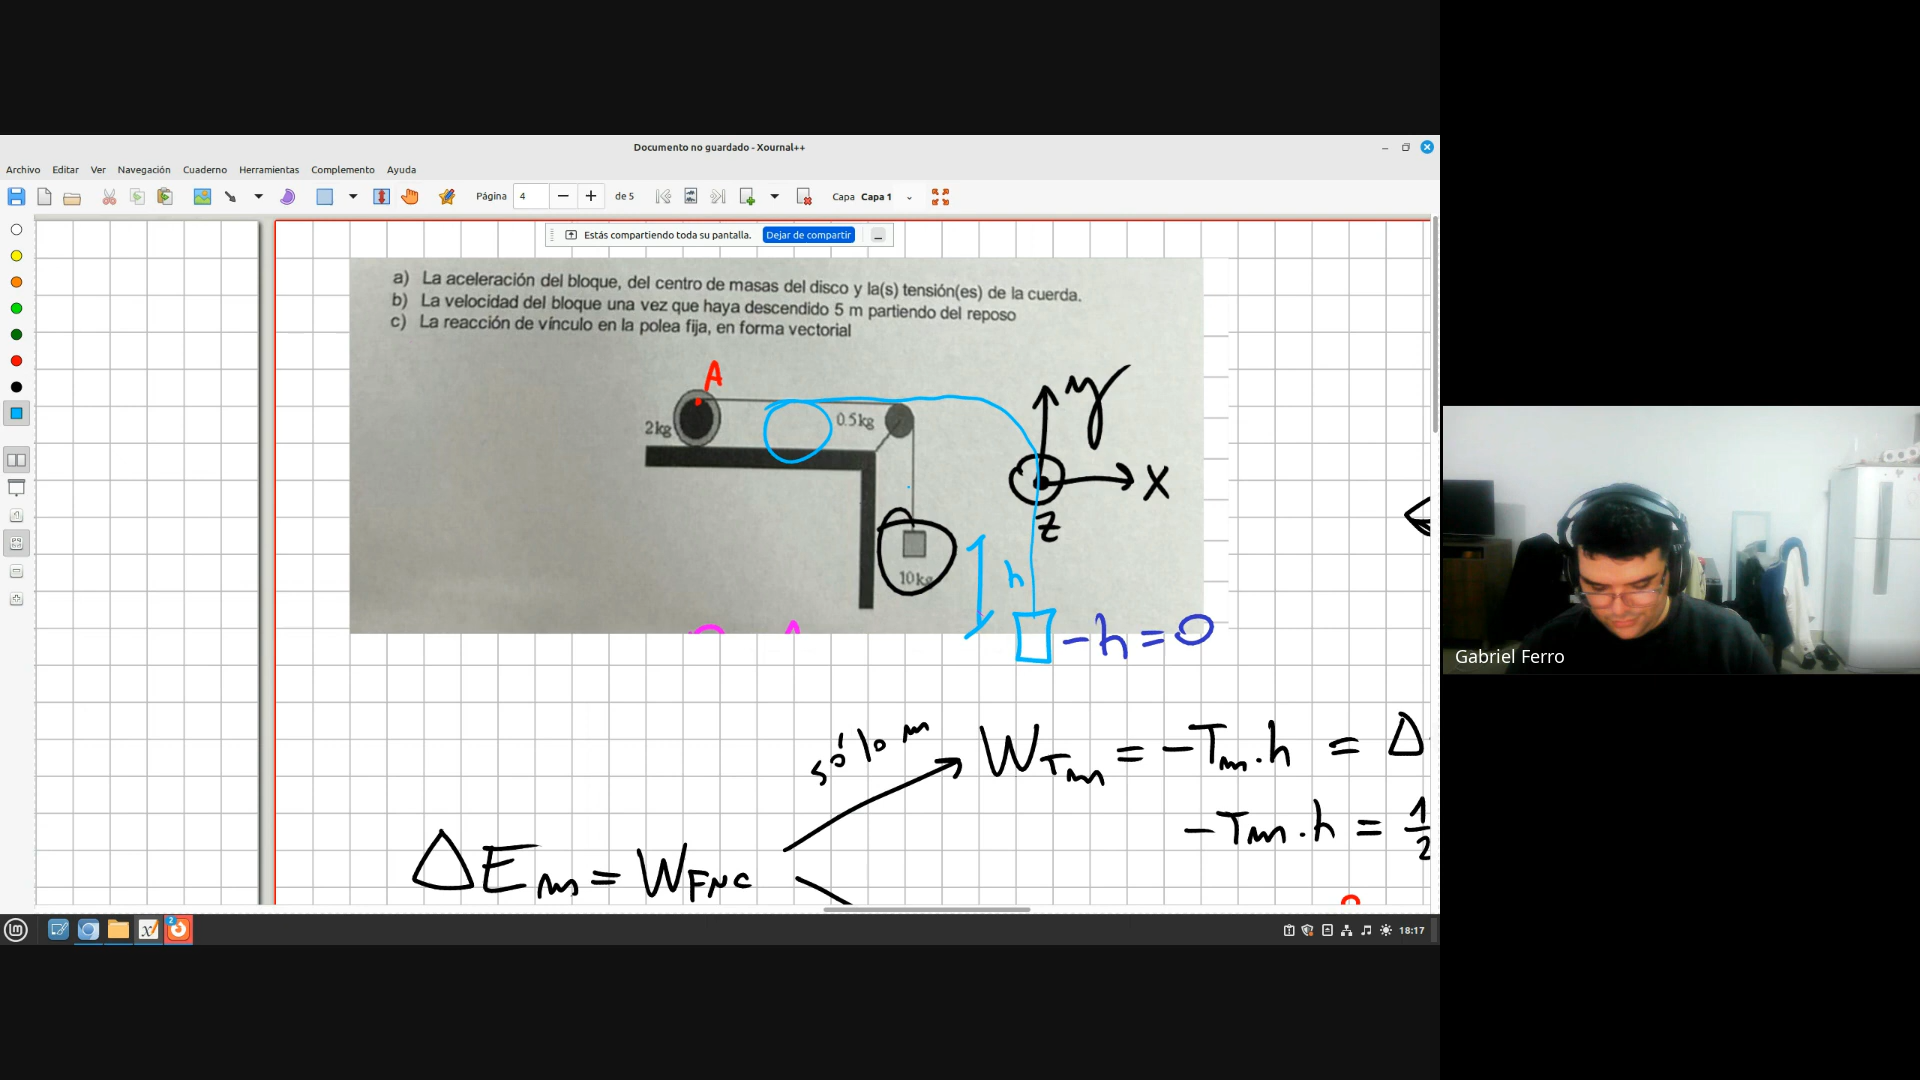 Documento no guardado - Xournal++
Archivo Editar Ver Navegación Cuaderno Herramientas Complemento Ayuda
Página 4 de 5 Capa Capa 1
Estás compartiendo toda su pantalla. Dejar de compartir
a) La aceleración del bloque, del centro de masas del disco y la(s) tensión(es) de la cuerda.
b) La velocidad del bloque una vez que haya descendido 5 m partiendo del reposo
c) La reacción de vínculo en la polea fija, en forma vectorial
A
y
2kg
0.5kg
X
Z
10kg
h
-h = 0
sólo m
W_Tm = -Tm.h = Δ
-Tm.h = 1/2
ΔEm = W_FNC
Gabriel Ferro
2
18:17